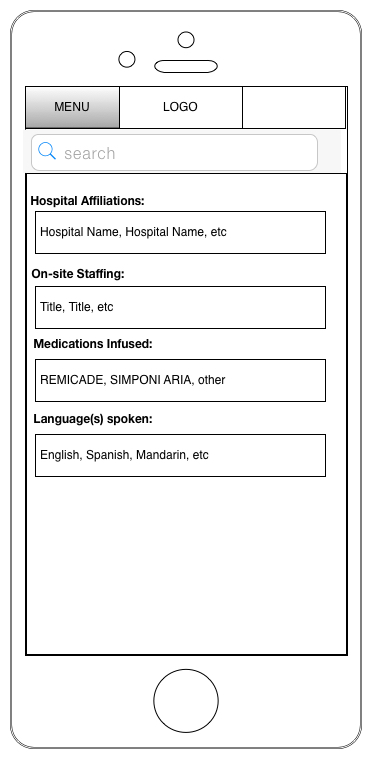 MENU LOGO
search
Hospital Affiliations:
Hospital Name, Hospital Name, etc
On-site Staffing:
Title, Title, etc
Medications Infused:
REMICADE, SIMPONI ARIA, other
Language(s) spoken:
English, Spanish, Mandarin, etc